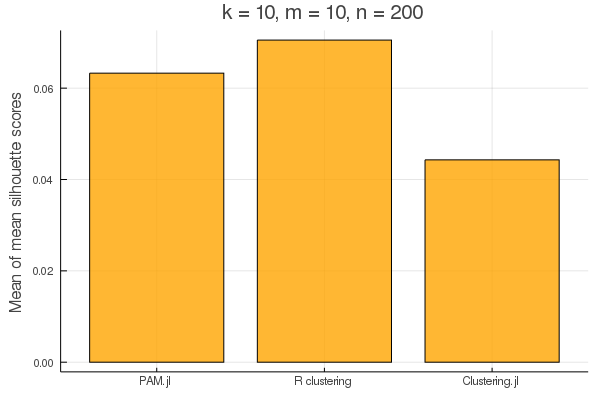 k = 10, m = 10, n = 200
Mean of mean silhouette scores
0.06
0.04
0.02
0.00
PAM.jl
R clustering
Clustering.jl